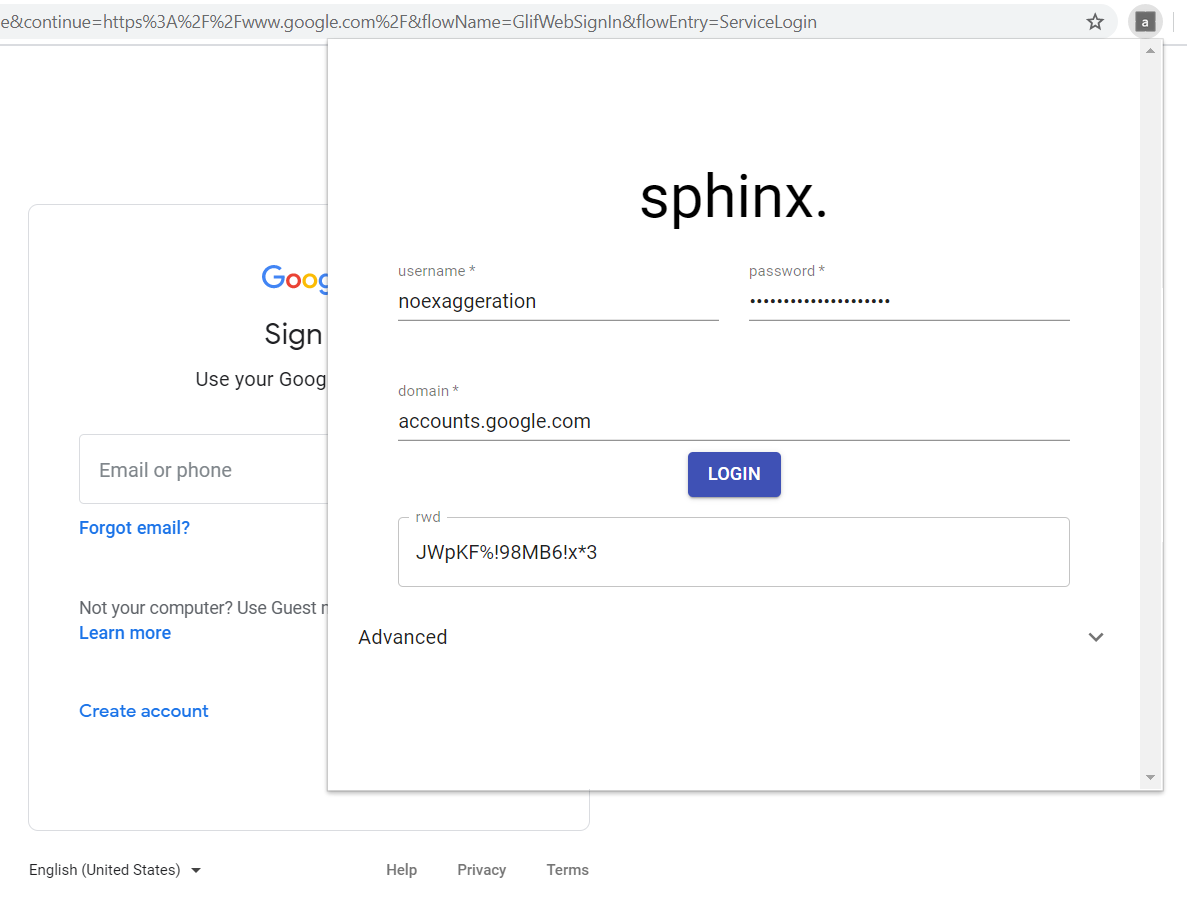 e&continue=https%3A%2F%2Fwww.google.com%2F&flowName=GlifWebSignIn&flowEntry=ServiceLogin
a
sphinx.
username *
password *
noexaggeration
•••••••••••••••••••••
domain *
accounts.google.com
LOGIN
rwd
JWpKF%!98MB6!x*3
Advanced
Goog
Sign
Use your Goog
Email or phone
Forgot email?
Not your computer? Use Guest
Learn more
Create account
English (United States)
Help
Privacy
Terms